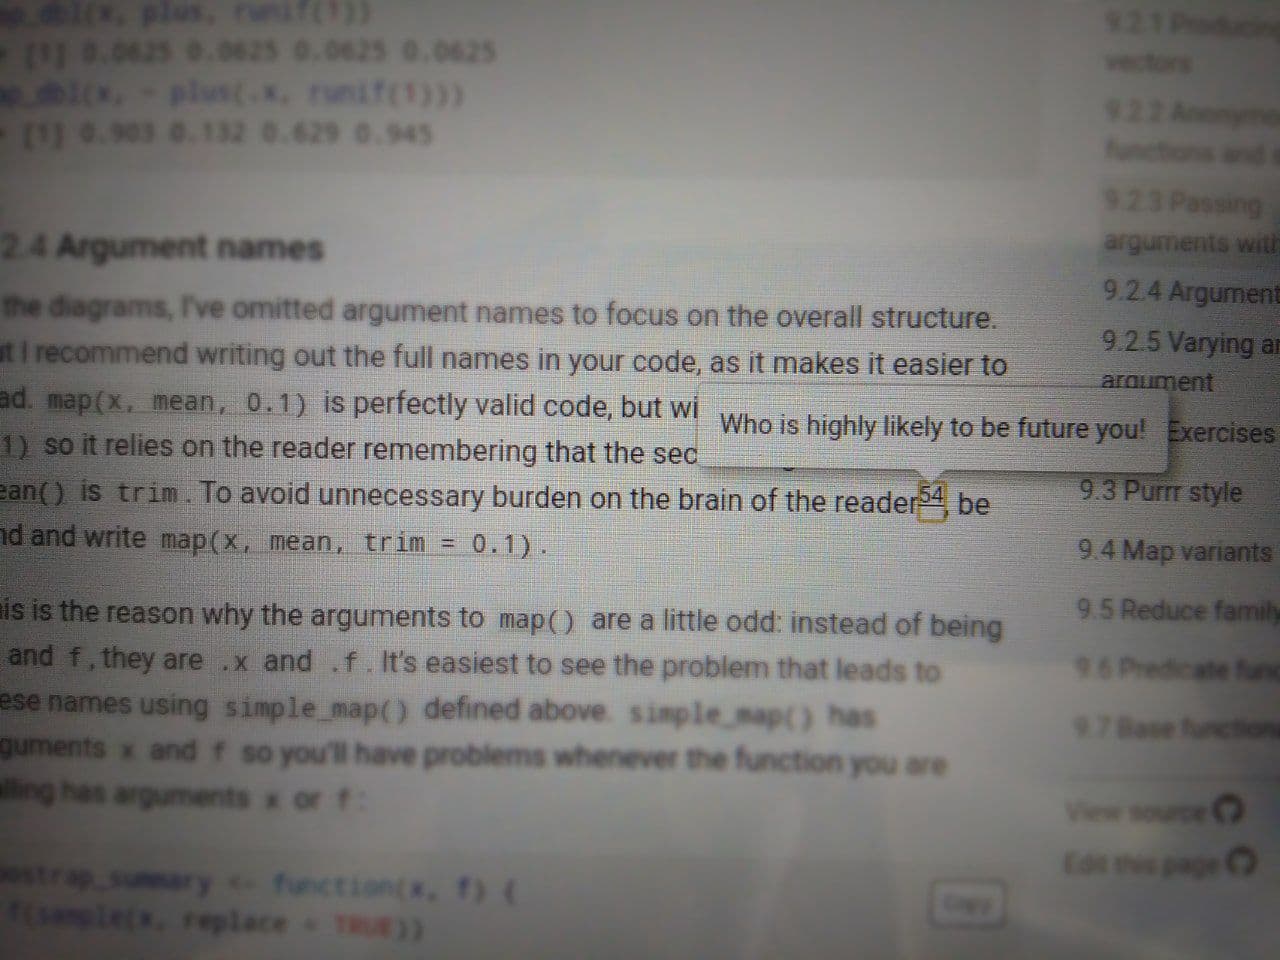 ap_dbl(x, plus, runif(1))
[1] 0.0625 0.0625 0.0625 0.0625
ap_dbl(x, ~ plus(.x, runif(1)))
[1] 0.903 0.132 0.629 0.945
2.4 Argument names
the diagrams, I've omitted argument names to focus on the overall structure.
ut I recommend writing out the full names in your code, as it makes it easier to
ad. map(x, mean, 0.1) is perfectly valid code, but wi
1) so it relies on the reader remembering that the sec
ean() is trim. To avoid unnecessary burden on the brain of the reader54, be
nd and write map(x, mean, trim = 0.1).
Who is highly likely to be future you!
his is the reason why the arguments to map() are a little odd: instead of being
and f, they are .x and .f. It's easiest to see the problem that leads to
ese names using simple_map() defined above. simple_map() has
guments x and f so you'll have problems whenever the function you are
alling has arguments x or f:
ootstrap_summary <- function(x, f) {
f(sample(x, replace = TRUE))
Copy
9.2.1 Producing
vectors
9.2.2 Anonymo
functions and
9.2.3 Passing
arguments with
9.2.4 Argument
9.2.5 Varying ar
argument
Exercises
9.3 Purrr style
9.4 Map variants
9.5 Reduce family
9.6 Predicate func
9.7 Base function
View source
Edit this page